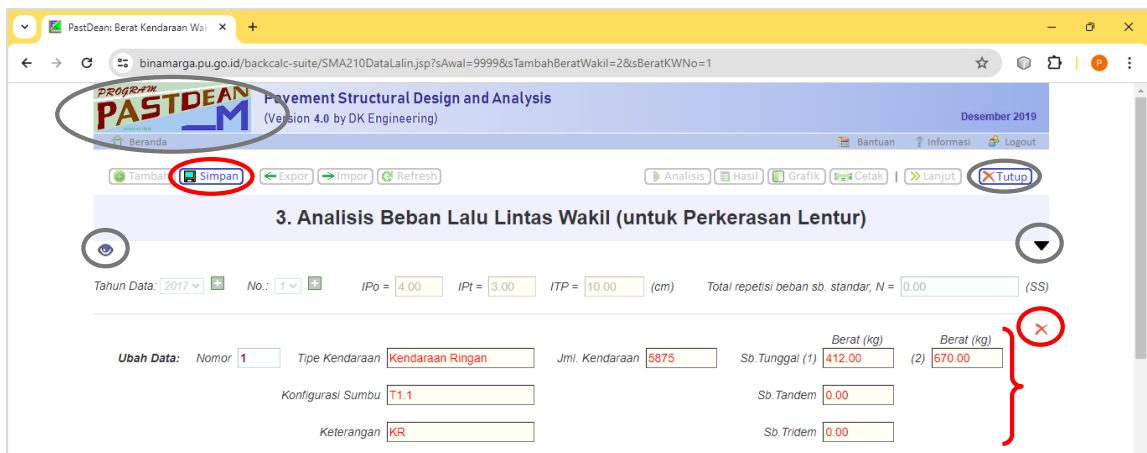 PastDean: Berat Kendaraan Wak
binamarga.pu.go.id/backcalc-suite/SMA210DataLalin.jsp?sAwal=9999&sTambahBeratWakil=2&sBeratKWNo=1
P
PROGRAM
PASTDEAN
M
Pavement Structural Design and Analysis
(Version 4.0 by DK Engineering)
Desember 2019
Beranda
Bantuan
Informasi
Logout
Tambah Simpan Expor Impor Refresh Analisis Hasil Grafik Cetak | Lanjut Tutup
3. Analisis Beban Lalu Lintas Wakil (untuk Perkerasan Lentur)
Tahun Data: 2017 No.: 1 IPo = 4.00 IPt = 3.00 ITP = 10.00 (cm) Total repetisi beban sb. standar, N = 0.00 (SS)
Berat (kg) Berat (kg)
Ubah Data: Nomor 1 Tipe Kendaraan Kendaraan Ringan Jml. Kendaraan 5875 Sb.Tunggal (1) 412.00 (2) 670.00
Konfigurasi Sumbu T1.1 Sb.Tandem 0.00
Keterangan KR Sb.Tridem 0.00